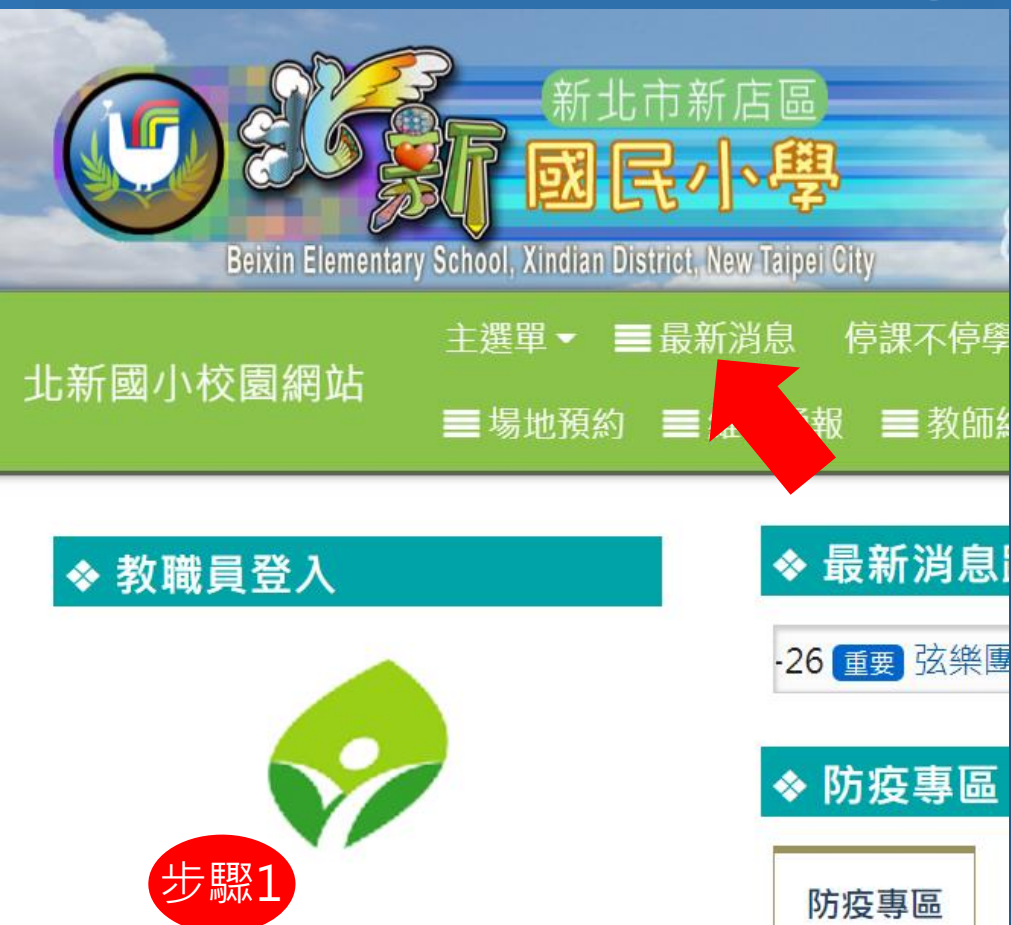 新北市新店區
北新國民小學
Beixin Elementary School, Xindian District, New Taipei City
主選單 最新消息 停課不停學
北新國小校園網站
場地預約 報 教師
教職員登入
最新消息
-26 重要 弦樂團
防疫專區
防疫專區
步驟1